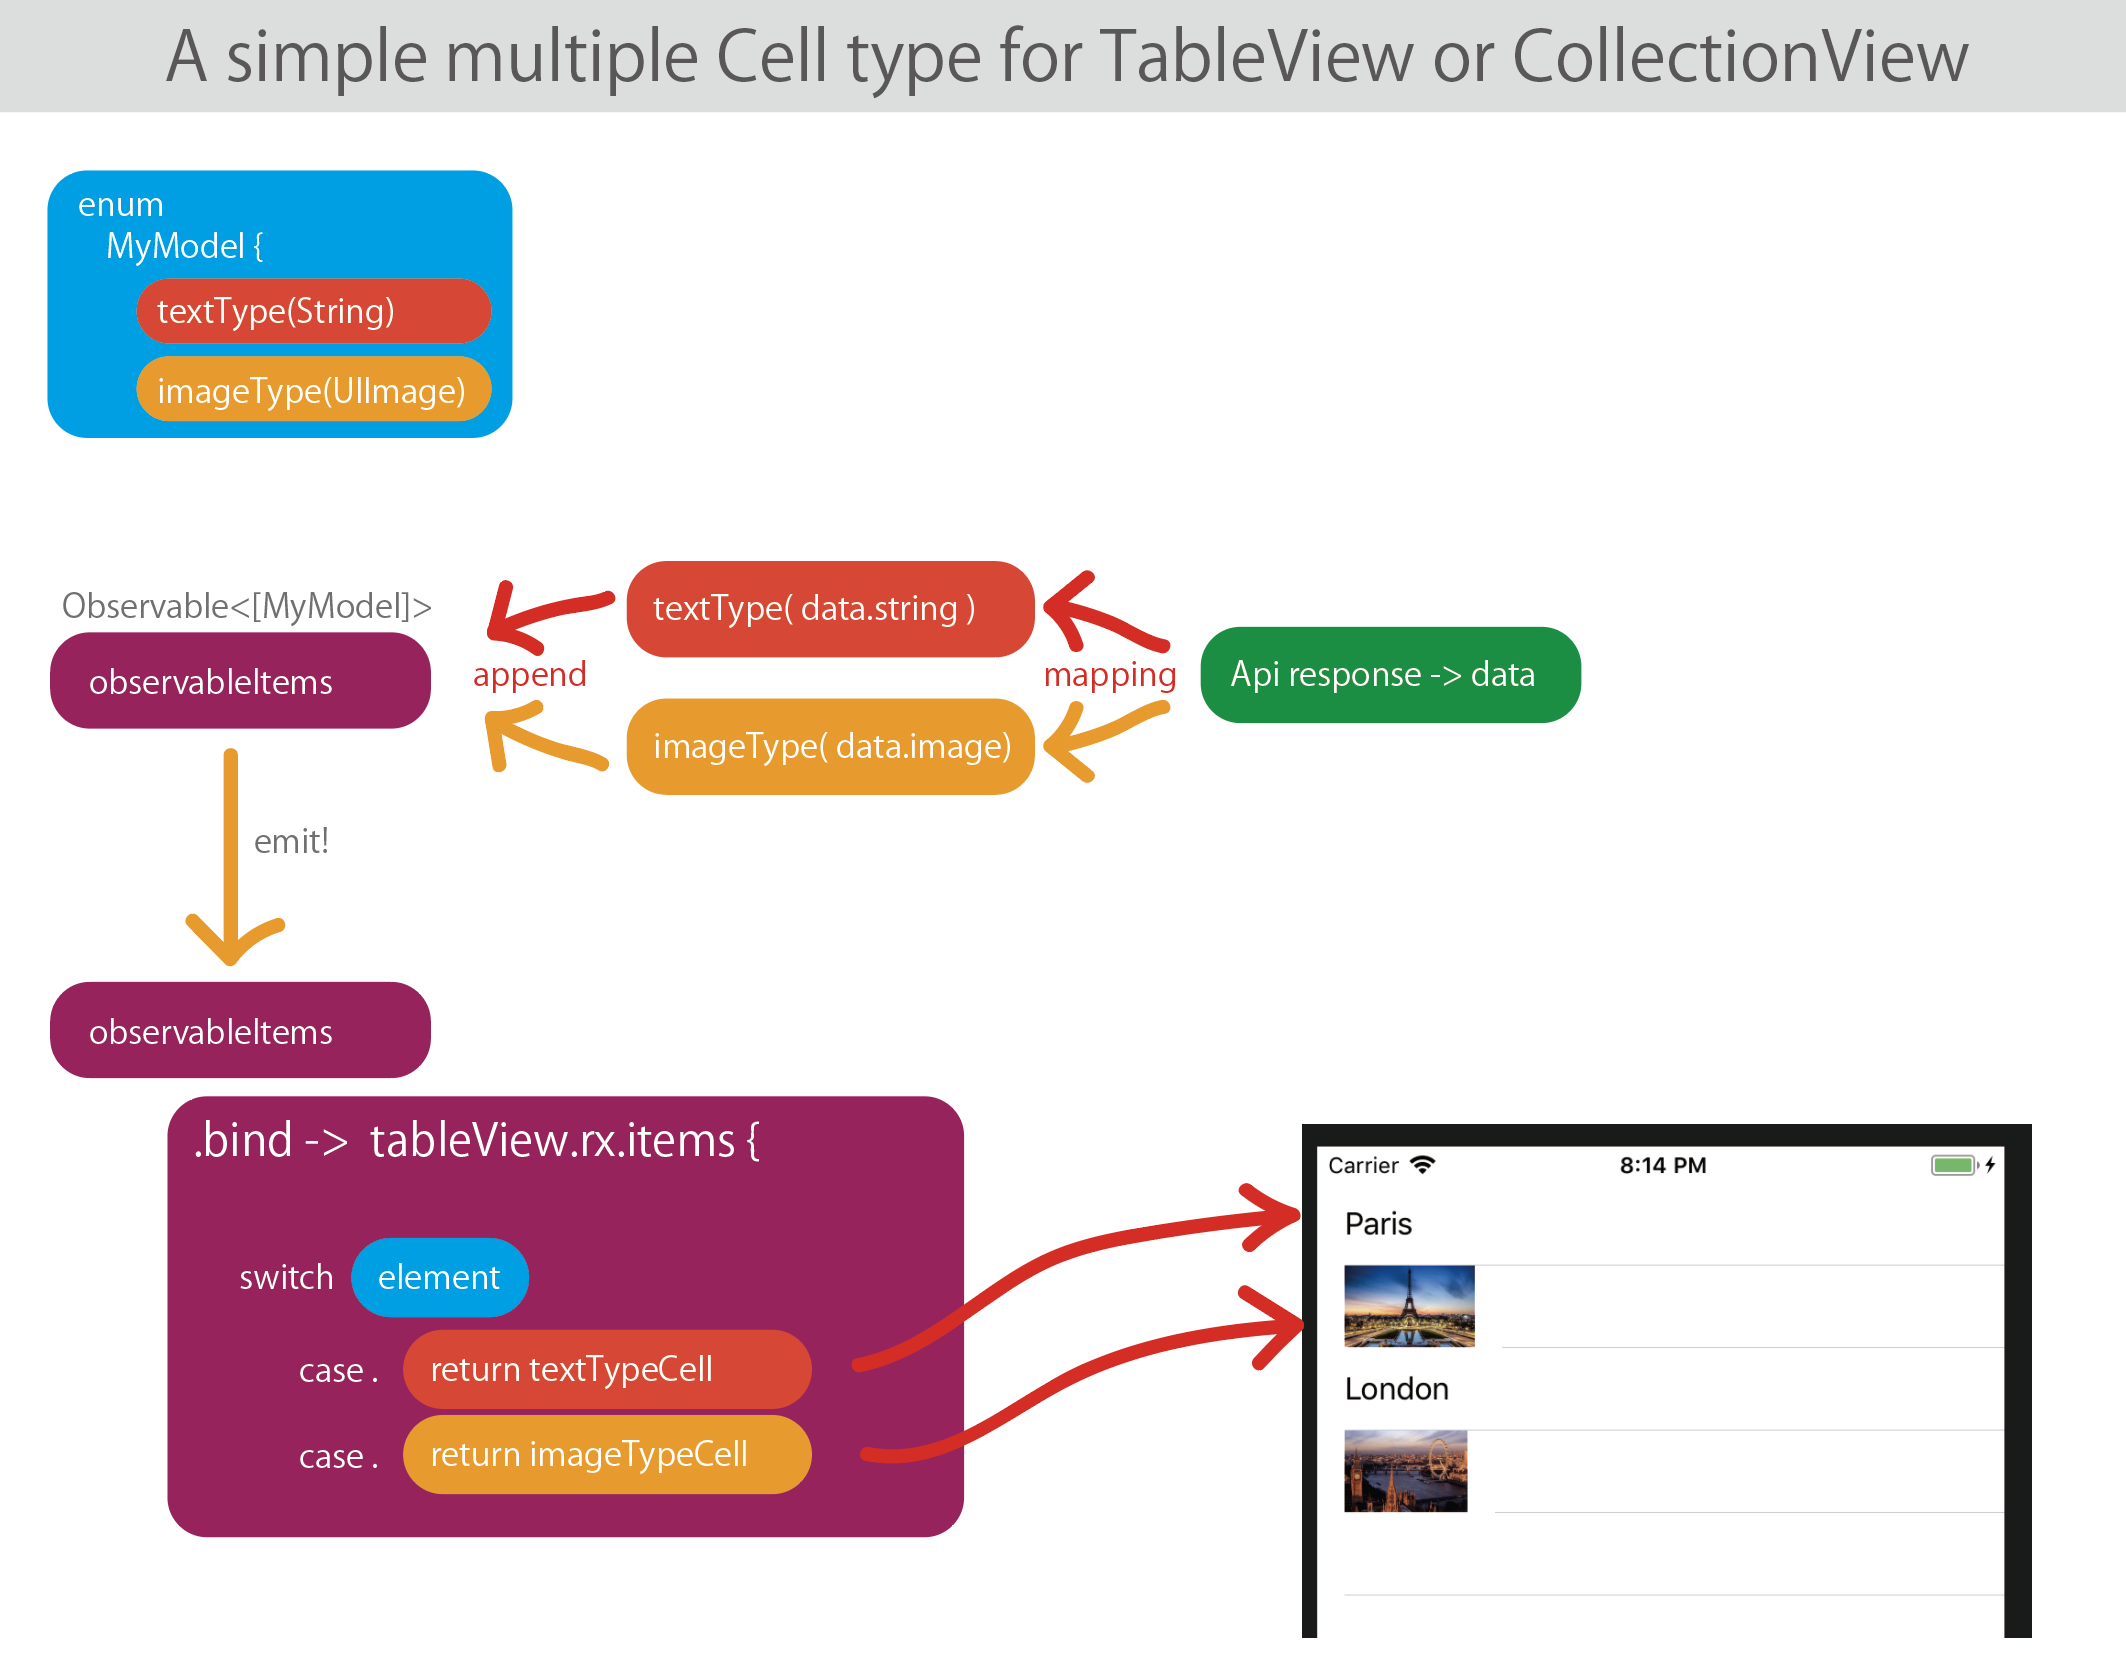 A simple multiple Cell type for TableView or CollectionView
enum
MyModel {
textType(String)
imageType(UIImage)
Observable<[MyModel]>
observableItems
append
textType( data.string )
imageType( data.image)
mapping
Api response -> data
emit!
observableItems
.bind -> tableView.rx.items {
switch element
case . return textTypeCell
case . return imageTypeCell
Carrier 8:14 PM
Paris
London